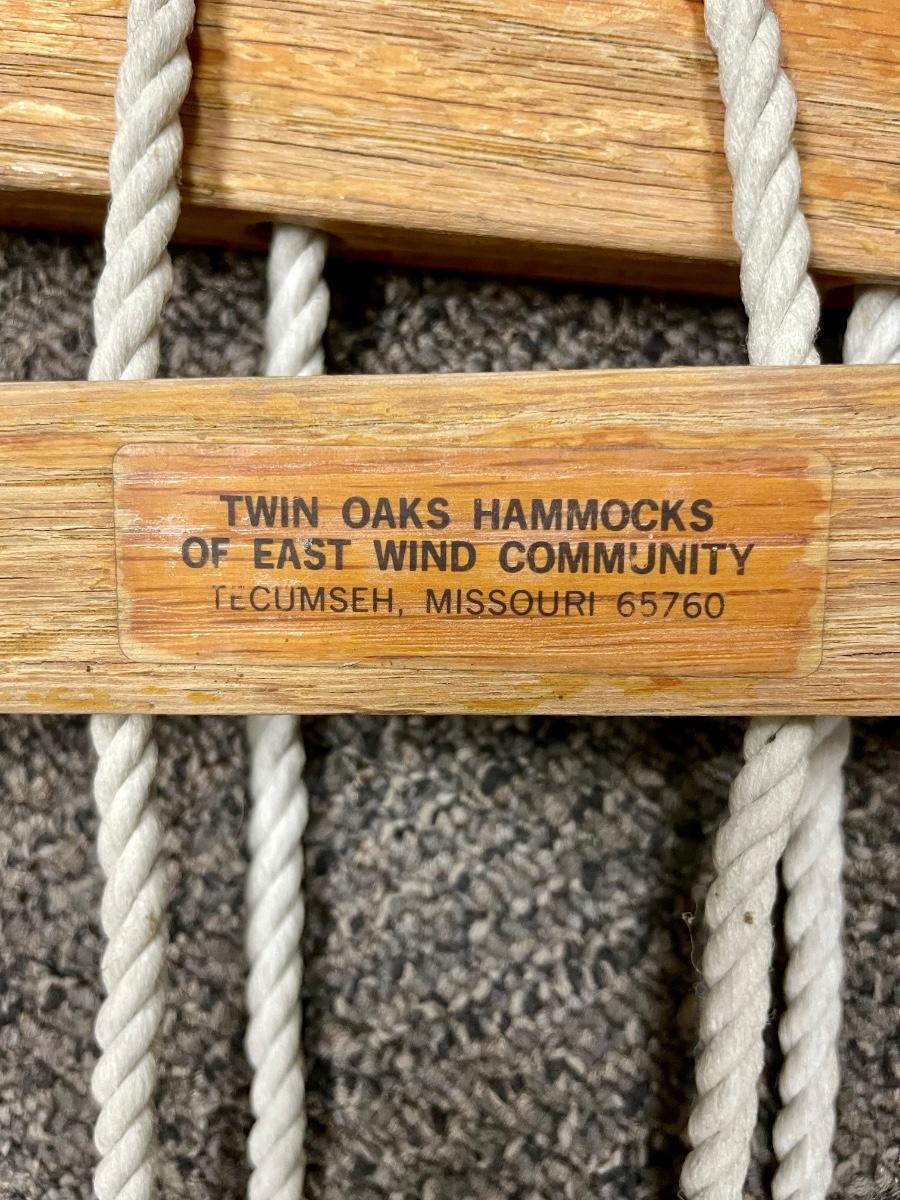 TWIN OAKS HAMMOCKS
OF EAST WIND COMMUNITY
TECUMSEH, MISSOURI 65760